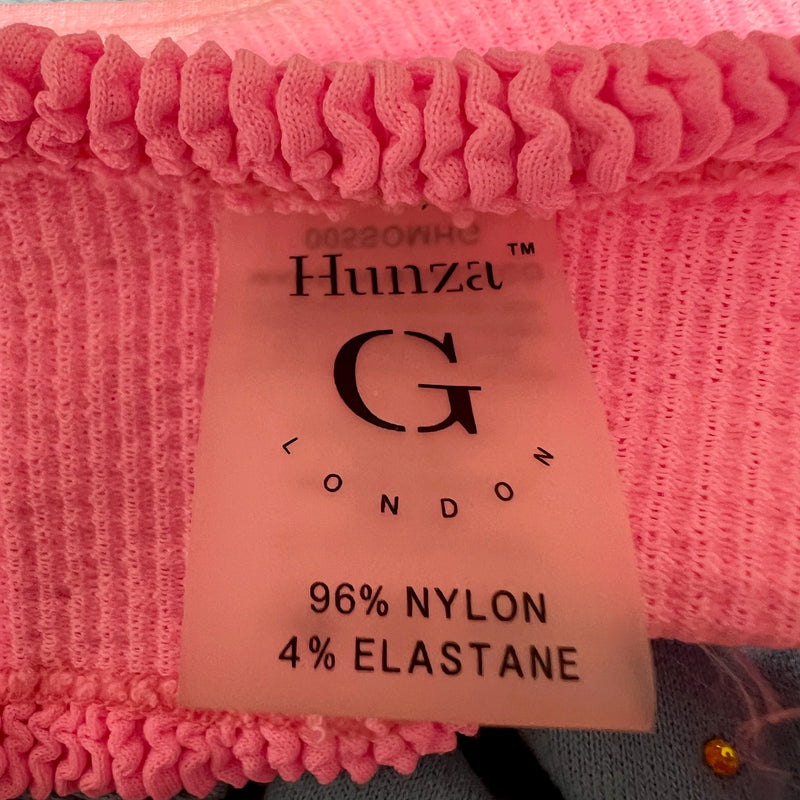 Hunza™
G
LONDON
96% NYLON
4% ELASTANE